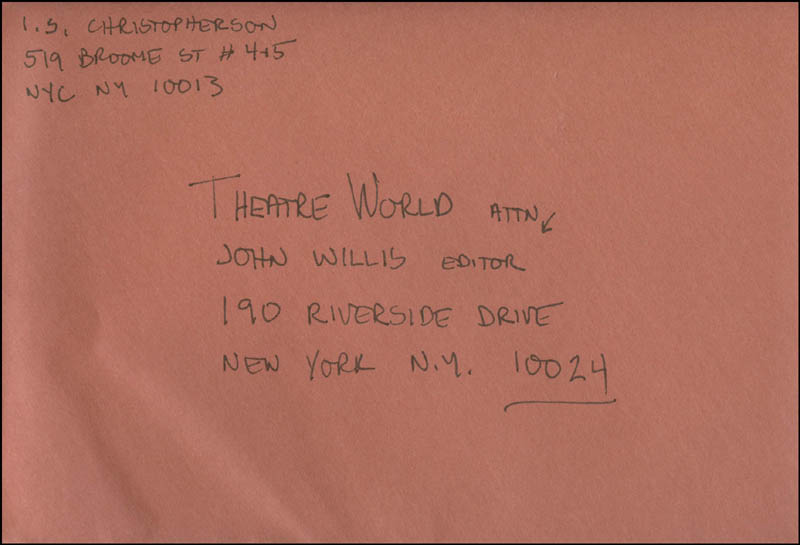 I.S. CHRISTOPHERSON
519 BROOME ST # 4+5
NYC NY 10013
THEATRE WORLD ATTN
JOHN WILLIS EDITOR
190 RIVERSIDE DRIVE
NEW YORK N.Y. 10024